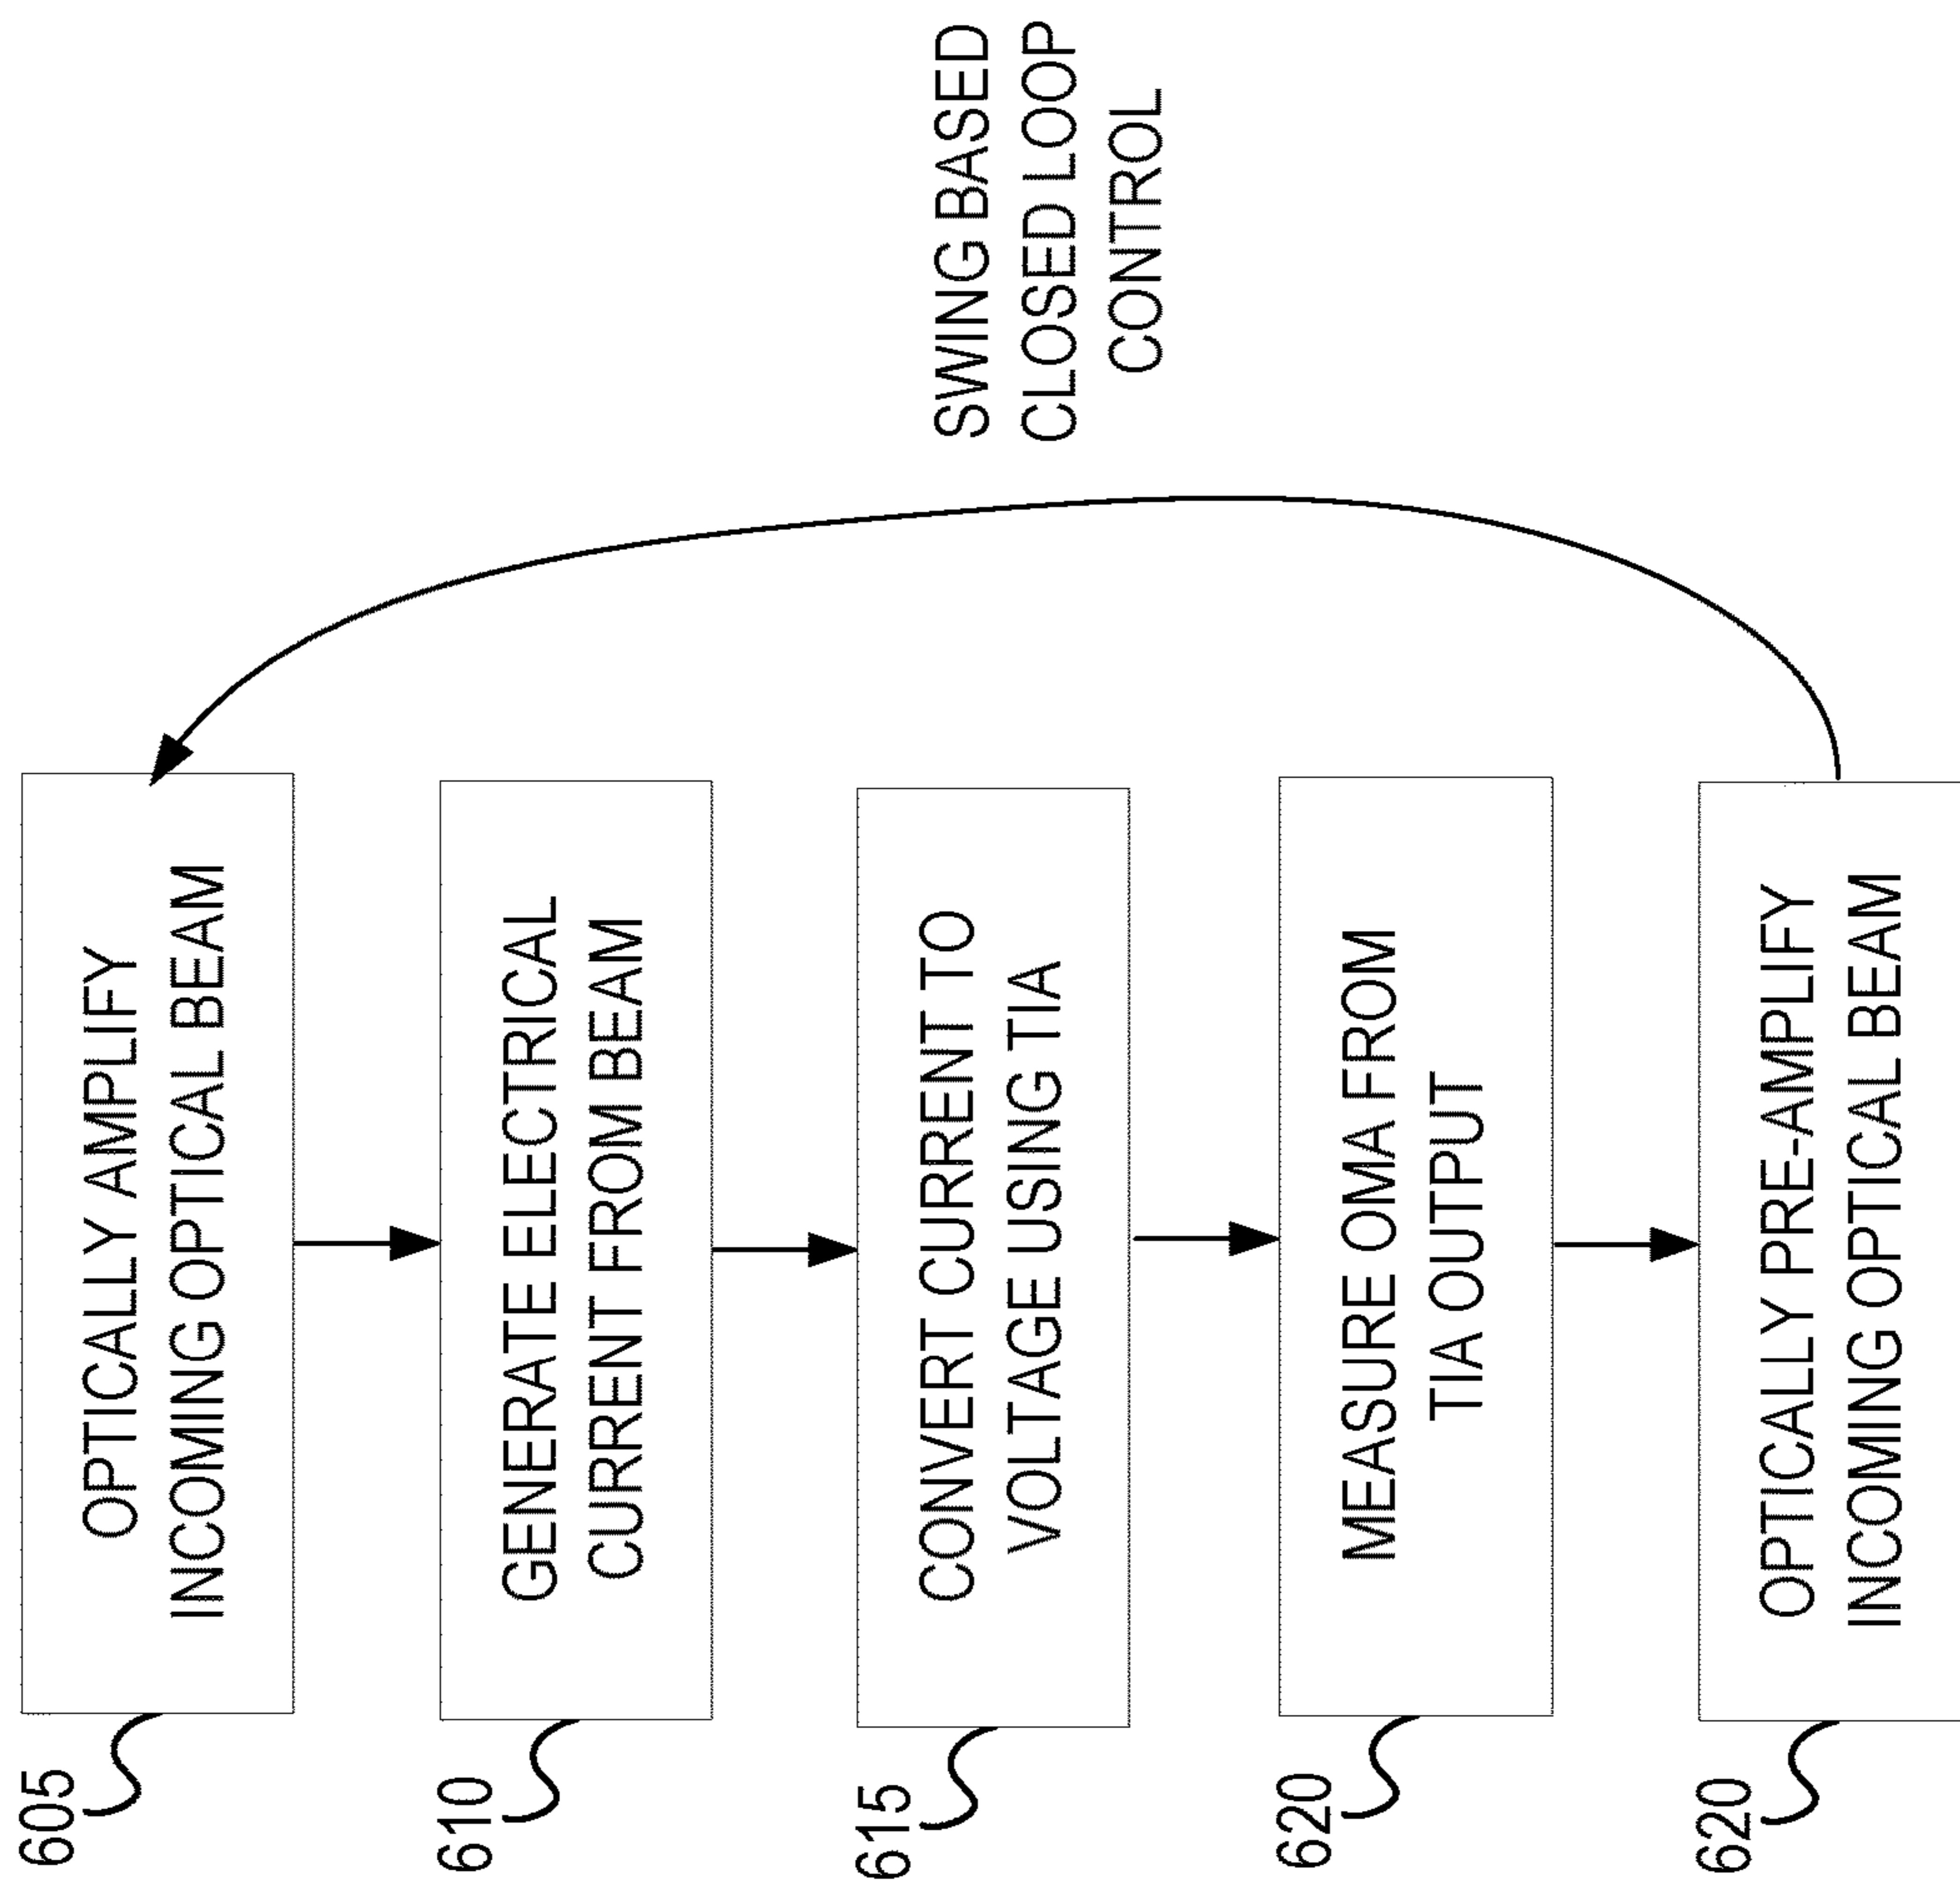 605
OPTICALLY AMPLIFY
INCOMING OPTICAL BEAM
610
GENERATE ELECTRICAL
CURRENT FROM BEAM
615
CONVERT CURRENT TO
VOLTAGE USING TIA
620
MEASURE OMA FROM
TIA OUTPUT
620
OPTICALLY PRE-AMPLIFY
INCOMING OPTICAL BEAM
SWING BASED
CLOSED LOOP
CONTROL